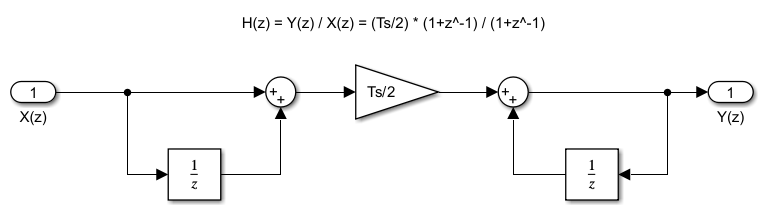 H(z) = Y(z) / X(z) = (Ts/2) * (1+z^-1) / (1+z^-1)
1
X(z)
+
+
Ts/2
+
+
1
Y(z)
1
z
1
z